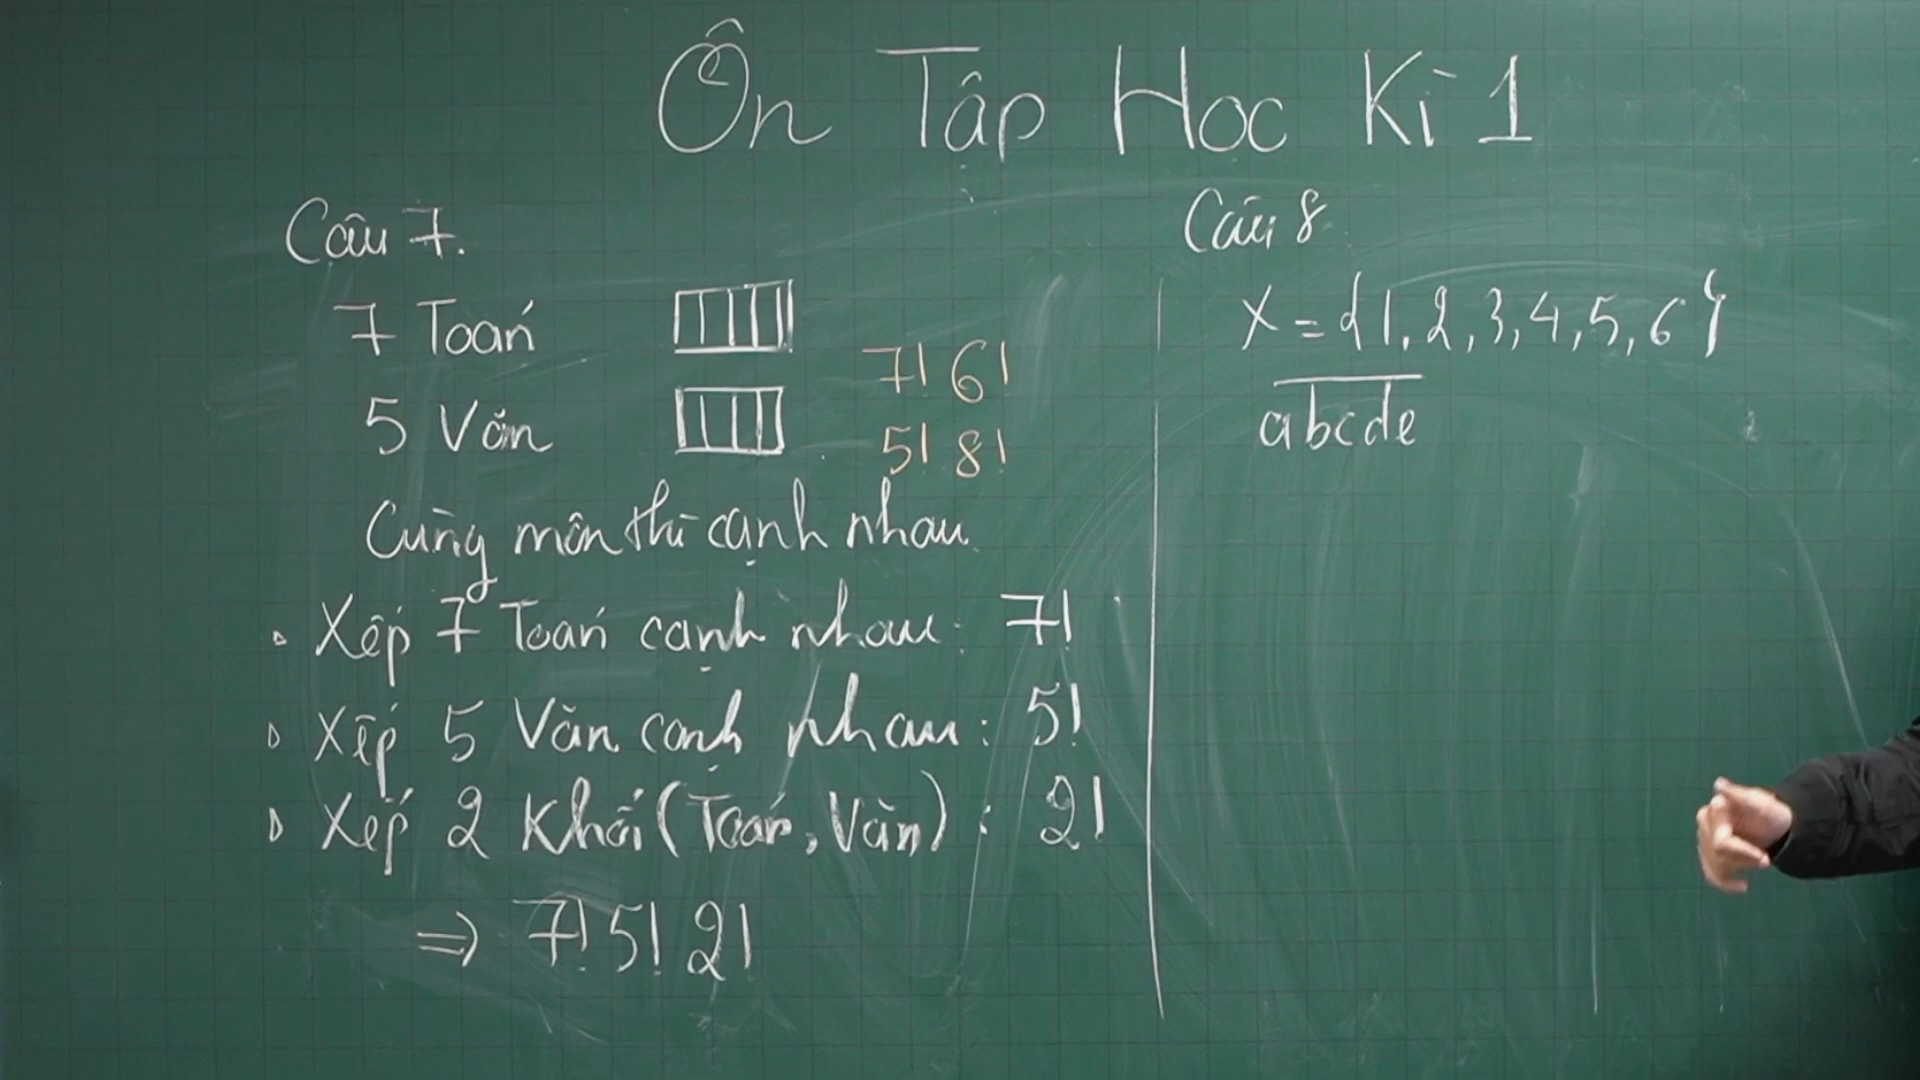 Ôn Tập Học Kì 1
Câu 7.
7 Toán
7! 6!
5 Văn
5! 8!
Cùng môn thì cạnh nhau.
Xếp 7 Toán cạnh nhau: 7!
Xếp 5 Văn cạnh nhau: 5!
Xếp 2 Khối (Toán, Văn): 2!
⇒ 7! 5! 2!
Câu 8
X = {1, 2, 3, 4, 5, 6}
a̅b̅c̅d̅e̅